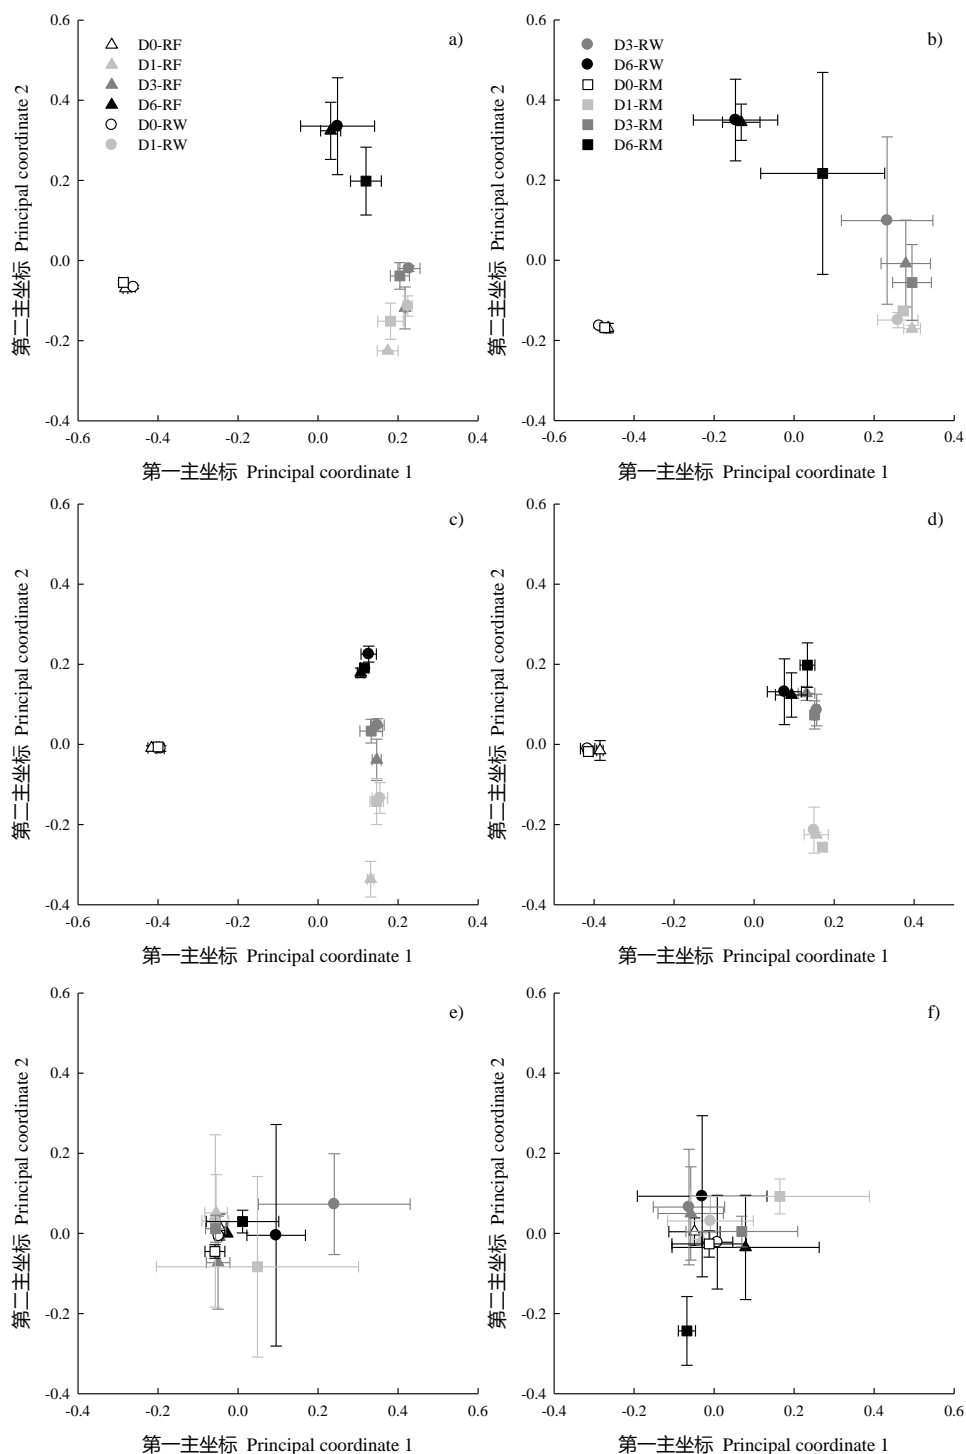 0.6
0.4
0.2
0.0
-0.2
-0.4
-0.6
-0.4
-0.2
0.0
0.2
0.4
第二主坐标 Principal coordinate 2
第一主坐标 Principal coordinate 1
a)
D0-RF
D1-RF
D3-RF
D6-RF
D0-RW
D1-RW
0.6
0.4
0.2
0.0
-0.2
-0.4
-0.6
-0.4
-0.2
0.0
0.2
0.4
第二主坐标 Principal coordinate 2
第一主坐标 Principal coordinate 1
b)
D3-RW
D6-RW
D0-RM
D1-RM
D3-RM
D6-RM
0.6
0.4
0.2
0.0
-0.2
-0.4
-0.6
-0.4
-0.2
0.0
0.2
0.4
第二主坐标 Principal coordinate 2
第一主坐标 Principal coordinate 1
c)
0.6
0.4
0.2
0.0
-0.2
-0.4
-0.4
-0.2
0.0
0.2
0.4
第二主坐标 Principal coordinate 2
第一主坐标 Principal coordinate 1
d)
0.6
0.4
0.2
0.0
-0.2
-0.4
-0.4
-0.2
0.0
0.2
0.4
0.6
第二主坐标 Principal coordinate 2
第一主坐标 Principal coordinate 1
e)
0.6
0.4
0.2
0.0
-0.2
-0.4
-0.4
-0.2
0.0
0.2
0.4
0.6
第二主坐标 Principal coordinate 2
第一主坐标 Principal coordinate 1
f)